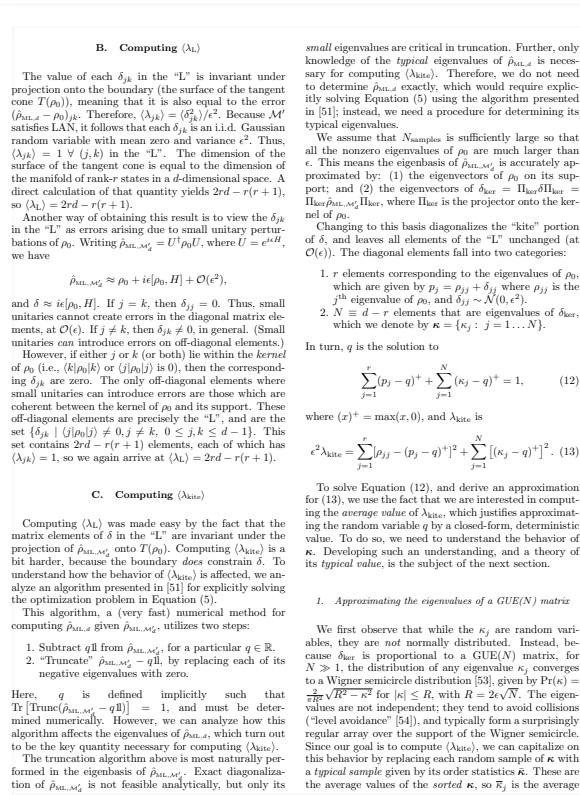 B. Computing ⟨λL⟩
The value of each δjk in the “L” is invariant under
projection onto the boundary (the surface of the tangent
cone T(ρ0)), meaning that it is also equal to the error
(ρ̂ML,d − ρ0)jk. Therefore, ⟨λjk⟩ = ⟨δ²jk⟩/ϵ². Because M′
satisfies LAN, it follows that each δjk is an i.i.d. Gaussian
random variable with mean zero and variance ϵ². Thus,
⟨λjk⟩ = 1 ∀ (j, k) in the “L”. The dimension of the
surface of the tangent cone is equal to the dimension of
the manifold of rank-r states in a d-dimensional space. A
direct calculation of that quantity yields 2rd − r(r + 1),
so ⟨λL⟩ = 2rd − r(r + 1).
Another way of obtaining this result is to view the δjk
in the “L” as errors arising due to small unitary pertur-
bations of ρ0. Writing ρ̂ML,M′d = U†ρ0U, where U = e^{iϵH},
we have
ρ̂ML,M′d ≈ ρ0 + iϵ[ρ0, H] + O(ϵ²),
and δ ≈ iϵ[ρ0, H]. If j = k, then δjj = 0. Thus, small
unitaries cannot create errors in the diagonal matrix ele-
ments, at O(ϵ). If j ≠ k, then δjk ≠ 0, in general. (Small
unitaries can introduce errors on off-diagonal elements.)
However, if either j or k (or both) lie within the kernel
of ρ0 (i.e., ⟨k|ρ0|k⟩ or ⟨j|ρ0|j⟩ is 0), then the correspond-
ing δjk are zero. The only off-diagonal elements where
small unitaries can introduce errors are those which are
coherent between the kernel of ρ0 and its support. These
off-diagonal elements are precisely the “L”, and are the
set {δjk | ⟨j|ρ0|j⟩ ≠ 0, j ≠ k, 0 ≤ j, k ≤ d − 1}. This
set contains 2rd − r(r + 1) elements, each of which has
⟨λjk⟩ = 1, so we again arrive at ⟨λL⟩ = 2rd − r(r + 1).
C. Computing ⟨λkite⟩
Computing ⟨λL⟩ was made easy by the fact that the
matrix elements of δ in the “L” are invariant under the
projection of ρ̂ML,M′d onto T(ρ0). Computing ⟨λkite⟩ is a
bit harder, because the boundary does constrain δ. To
understand how the behavior of ⟨λkite⟩ is affected, we an-
alyze an algorithm presented in [51] for explicitly solving
the optimization problem in Equation (5).
This algorithm, a (very fast) numerical method for
computing ρ̂ML,d given ρ̂ML,M′d, utilizes two steps:
1. Subtract q𝟙 from ρ̂ML,M′d, for a particular q ∈ ℝ.
2. “Truncate” ρ̂ML,M′d − q𝟙, by replacing each of its
negative eigenvalues with zero.
Here, q is defined implicitly such that
Tr [Trunc(ρ̂ML,M′d − q𝟙)] = 1, and must be deter-
mined numerically. However, we can analyze how this
algorithm affects the eigenvalues of ρ̂ML,d, which turn out
to be the key quantity necessary for computing ⟨λkite⟩.
The truncation algorithm above is most naturally per-
formed in the eigenbasis of ρ̂ML,M′d. Exact diagonaliza-
tion of ρ̂ML,M′d is not feasible analytically, but only its
small eigenvalues are critical in truncation. Further, only
knowledge of the typical eigenvalues of ρ̂ML,d is neces-
sary for computing ⟨λkite⟩. Therefore, we do not need
to determine ρ̂ML,d exactly, which would require explic-
itly solving Equation (5) using the algorithm presented
in [51]; instead, we need a procedure for determining its
typical eigenvalues.
We assume that Nsamples is sufficiently large so that
all the nonzero eigenvalues of ρ0 are much larger than
ϵ. This means the eigenbasis of ρ̂ML,M′d is accurately ap-
proximated by: (1) the eigenvectors of ρ0 on its sup-
port; and (2) the eigenvectors of δker = ΠkerδΠker =
Πkerρ̂ML,M′dΠker, where Πker is the projector onto the ker-
nel of ρ0.
Changing to this basis diagonalizes the “kite” portion
of δ, and leaves all elements of the “L” unchanged (at
O(ϵ)). The diagonal elements fall into two categories:
1. r elements corresponding to the eigenvalues of ρ0,
which are given by pj = ρjj + δjj where ρjj is the
jth eigenvalue of ρ0, and δjj ∼ N(0, ϵ²).
2. N ≡ d − r elements that are eigenvalues of δker,
which we denote by κ = {κj : j = 1 . . . N}.
In turn, q is the solution to
∑_{j=1}^{r} (pj − q)⁺ + ∑_{j=1}^{N} (κj − q)⁺ = 1, (12)
where (x)⁺ = max(x, 0), and λkite is
ϵ²λkite = ∑_{j=1}^{r} [ρjj − (pj − q)⁺]² + ∑_{j=1}^{N} [(κj − q)⁺]². (13)
To solve Equation (12), and derive an approximation
for (13), we use the fact that we are interested in comput-
ing the average value of λkite, which justifies approximat-
ing the random variable q by a closed-form, deterministic
value. To do so, we need to understand the behavior of
κ. Developing such an understanding, and a theory of
its typical value, is the subject of the next section.
1. Approximating the eigenvalues of a GUE(N) matrix
We first observe that while the κj are random vari-
ables, they are not normally distributed. Instead, be-
cause δker is proportional to a GUE(N) matrix, for
N ≫ 1, the distribution of any eigenvalue κj converges
to a Wigner semicircle distribution [53], given by Pr(κ) =
2/(πR²) √(R² − κ²) for |κ| ≤ R, with R = 2ϵ√N. The eigen-
values are not independent; they tend to avoid collisions
(“level avoidance” [54]), and typically form a surprisingly
regular array over the support of the Wigner semicircle.
Since our goal is to compute ⟨λkite⟩, we can capitalize on
this behavior by replacing each random sample of κ with
a typical sample given by its order statistics κ̄. These are
the average values of the sorted κ, so κ̄j is the average